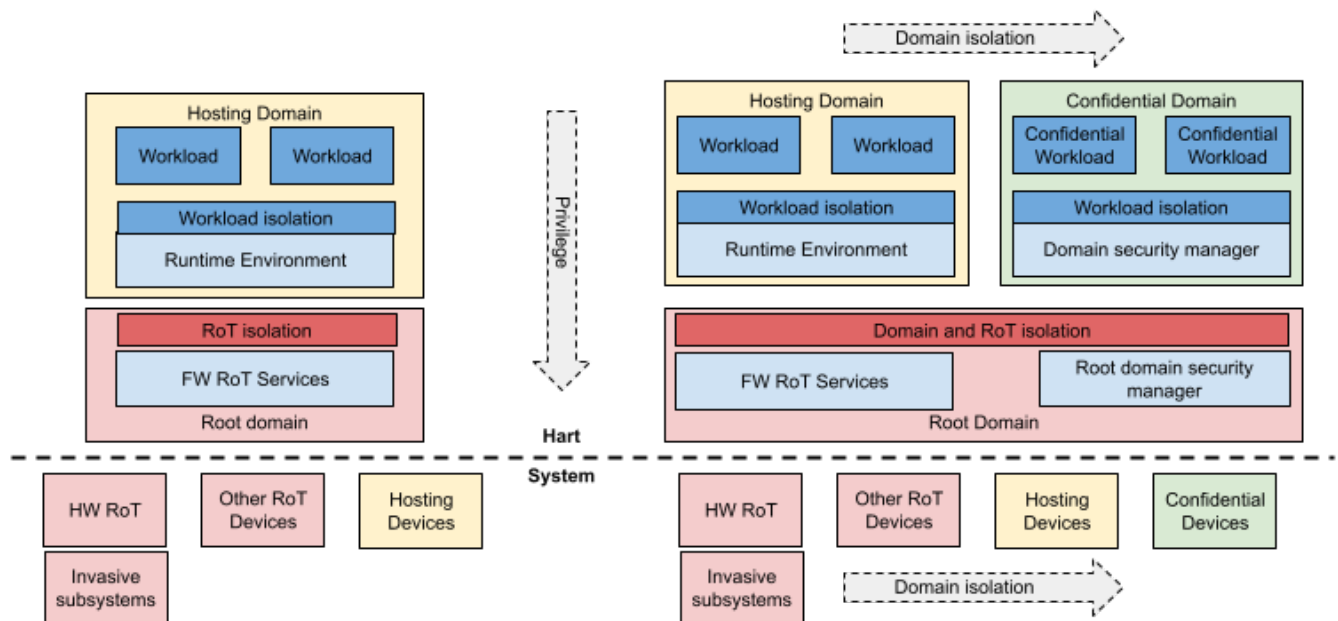 Domain isolation
Hosting Domain
Workload
Workload
Workload isolation
Runtime Environment
RoT isolation
FW RoT Services
Root domain
Privilege
Hosting Domain
Workload
Workload
Workload isolation
Runtime Environment
Confidential Domain
Confidential
Workload
Confidential
Workload
Workload isolation
Domain security manager
Domain and RoT isolation
FW RoT Services
Root domain security
manager
Root Domain
Hart
System
HW RoT
Other RoT
Devices
Hosting
Devices
Invasive
subsystems
HW RoT
Other RoT
Devices
Hosting
Devices
Confidential
Devices
Invasive
subsystems
Domain isolation